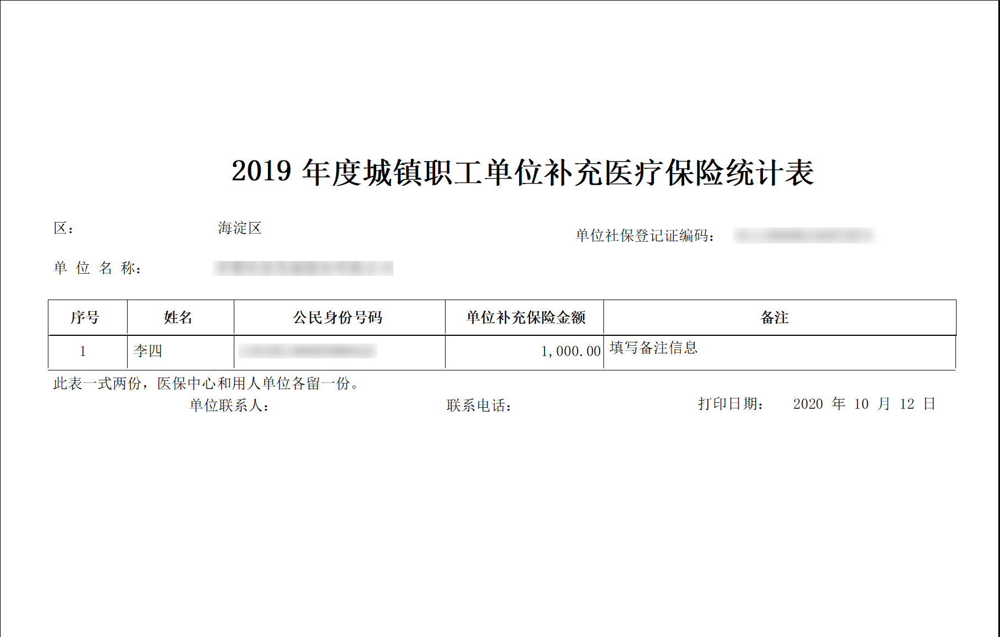 2019 年度城镇职工单位补充医疗保险统计表
区： 海淀区 单位社保登记证编码：
单 位 名 称：
序号 姓名 公民身份号码 单位补充保险金额 备注
1 李四 1,000.00 填写备注信息
此表一式两份，医保中心和用人单位各留一份。
单位联系人： 联系电话： 打印日期： 2020 年 10 月 12 日